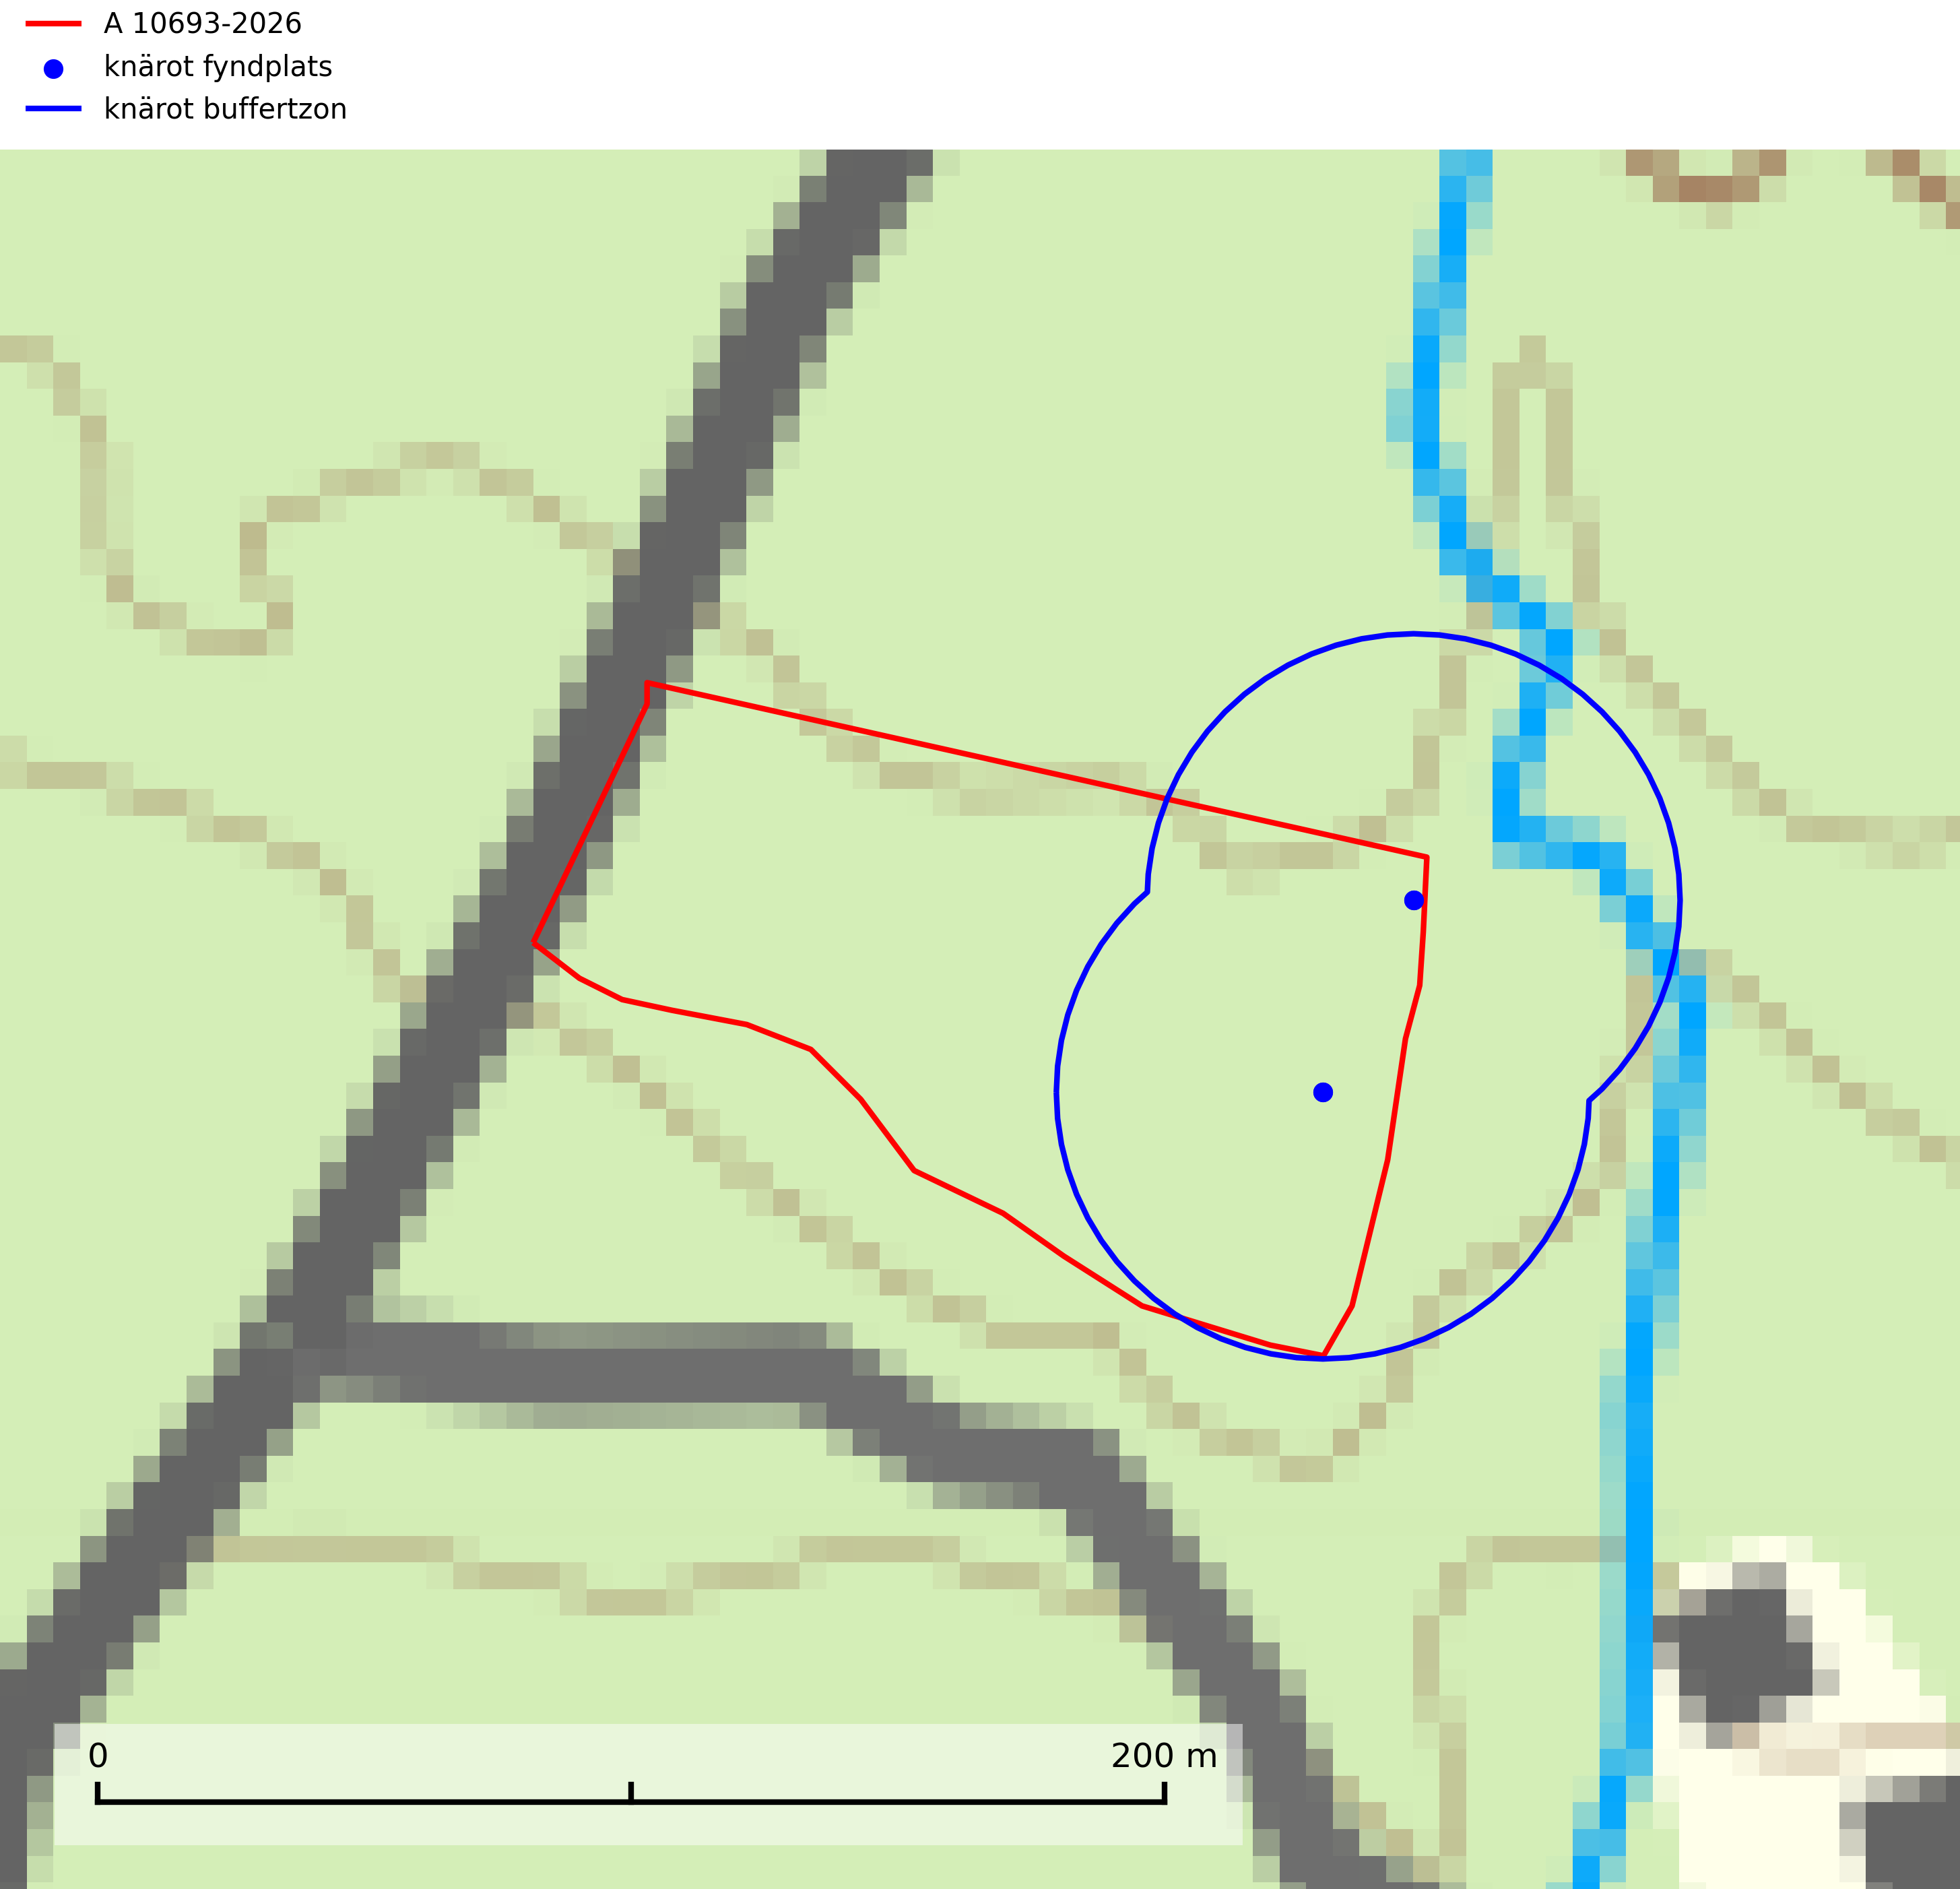 A 10693-2026
knärot fyndplats
knärot buffertzon
0
200 m